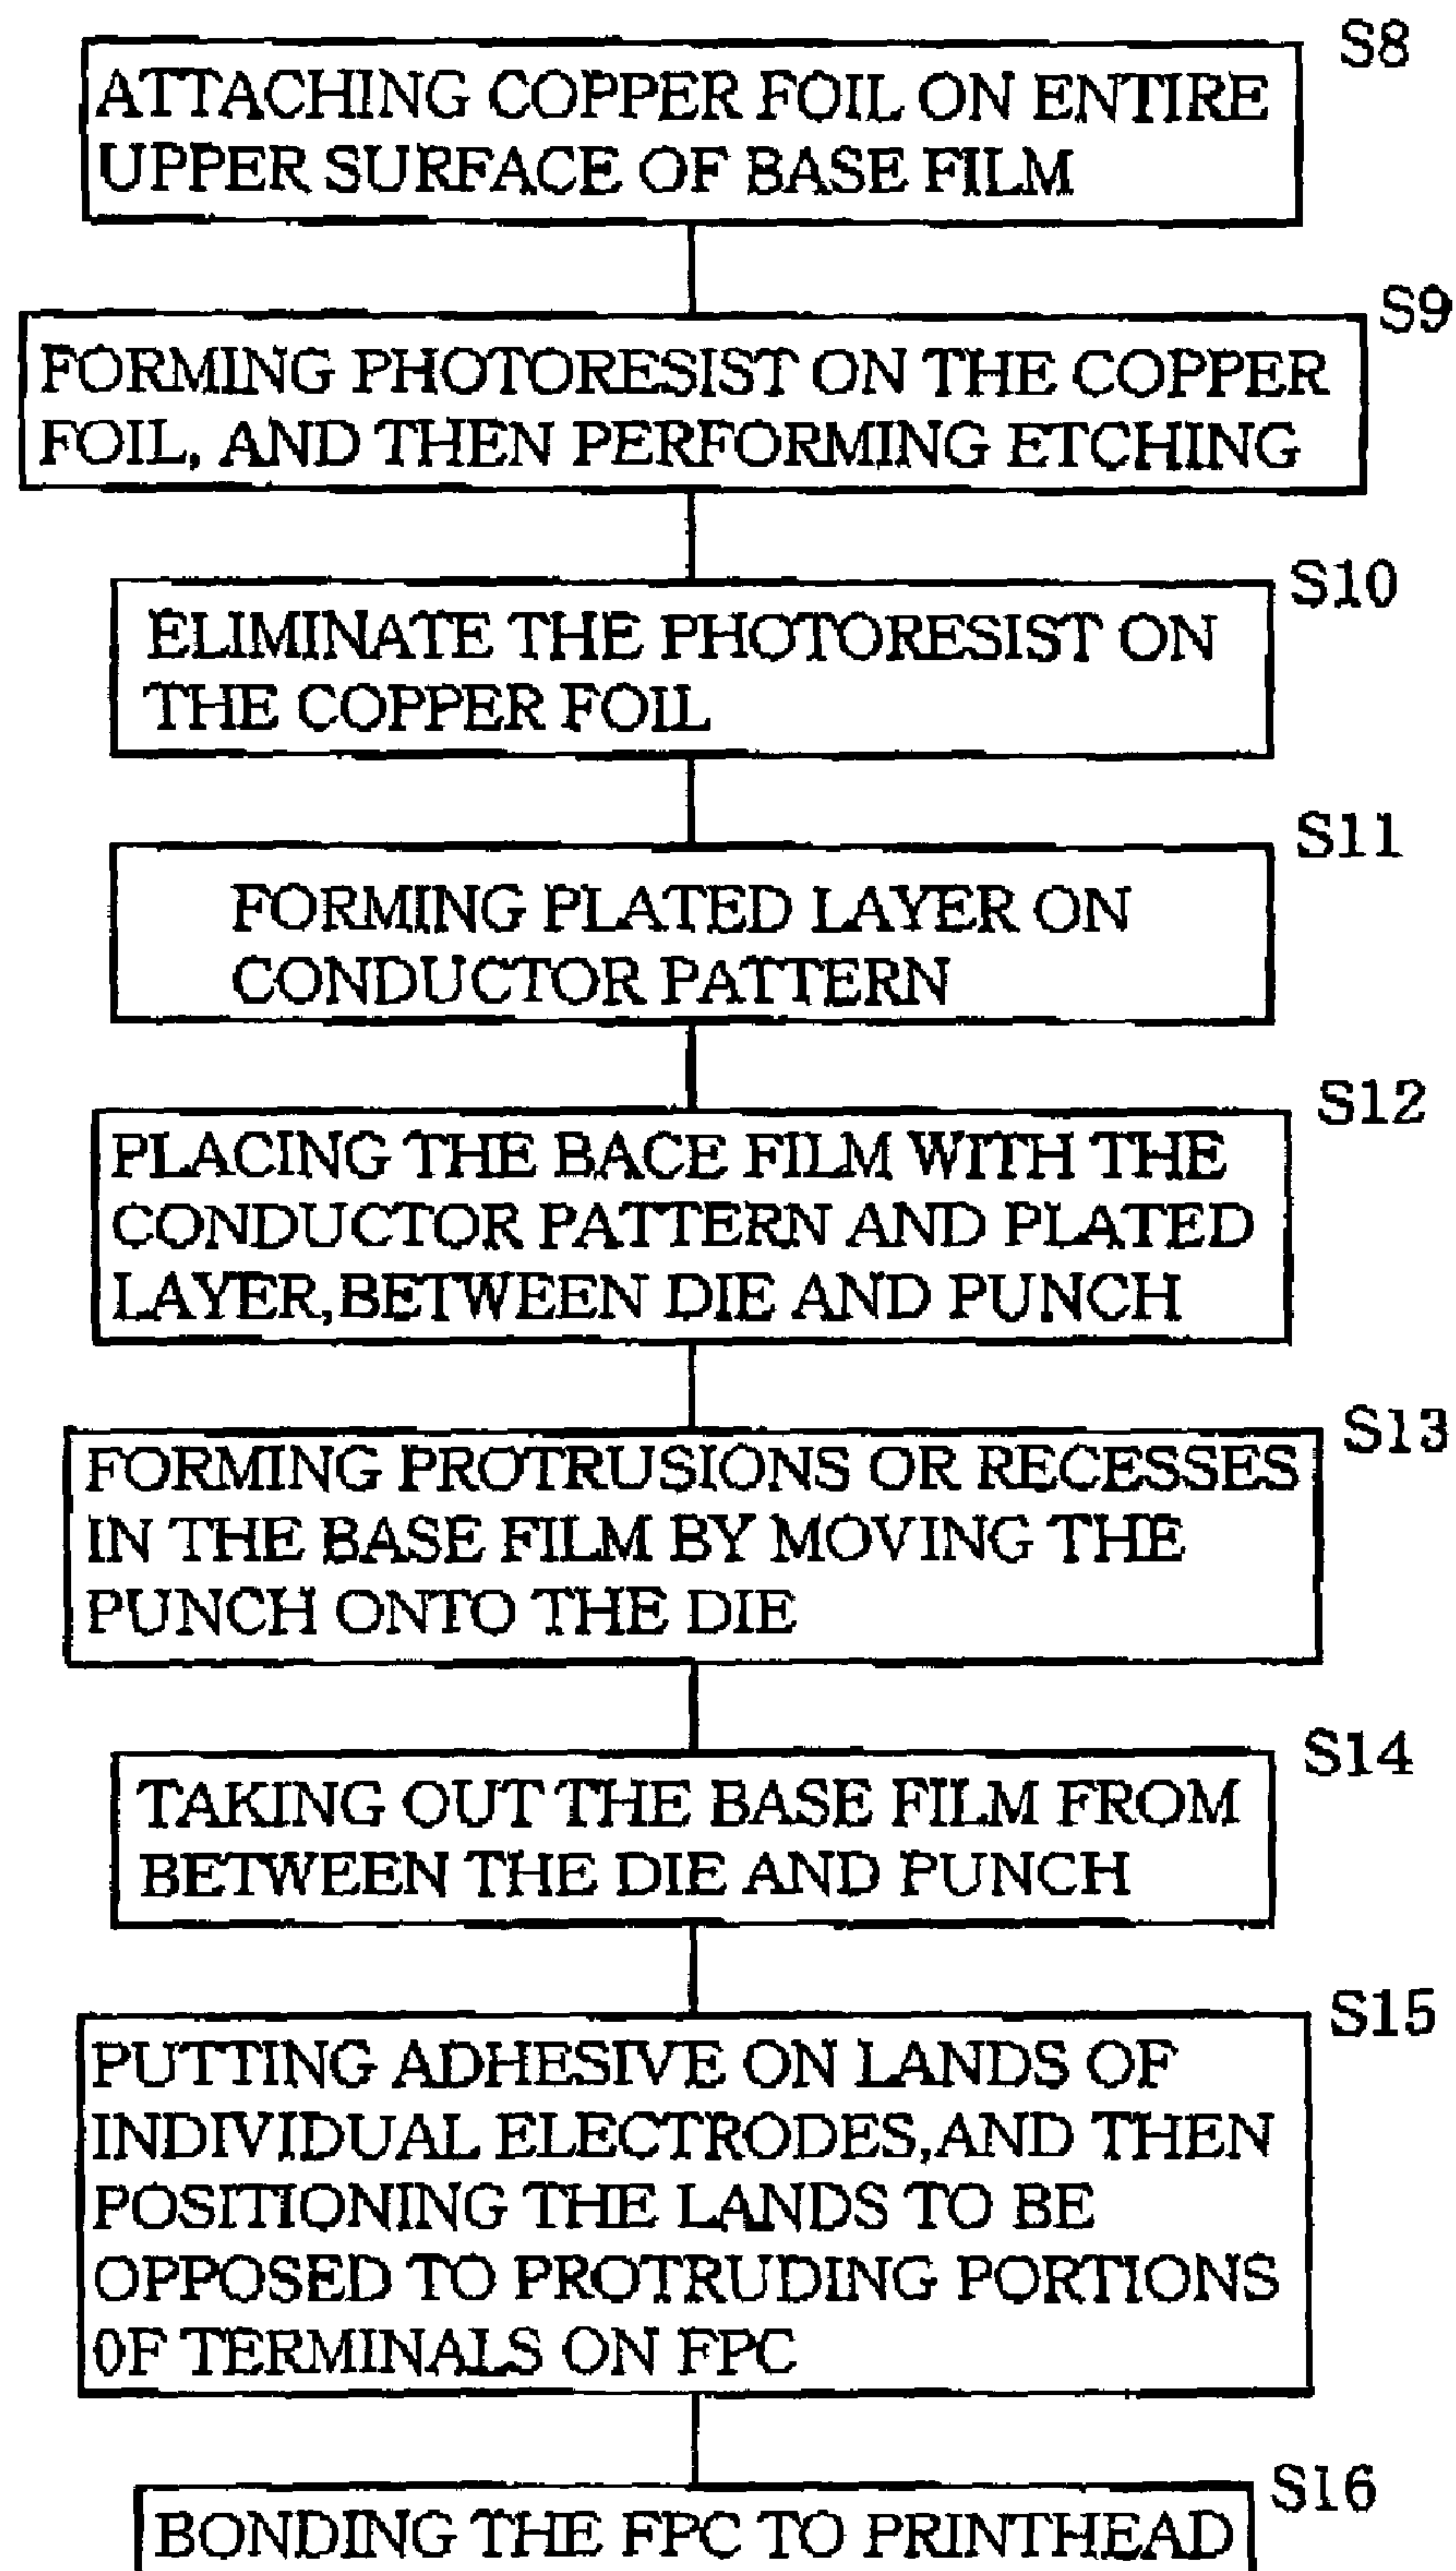 S8
ATTACHING COPPER FOIL ON ENTIRE
UPPER SURFACE OF BASE FILM
S9
FORMING PHOTORESIST ON THE COPPER
FOIL, AND THEN PERFORMING ETCHING
S10
ELIMINATE THE PHOTORESIST ON
THE COPPER FOIL
S11
FORMING PLATED LAYER ON
CONDUCTOR PATTERN
S12
PLACING THE BACE FILM WITH THE
CONDUCTOR PATTERN AND PLATED
LAYER,BETWEEN DIE AND PUNCH
S13
FORMING PROTRUSIONS OR RECESSES
IN THE BASE FILM BY MOVING THE
PUNCH ONTO THE DIE
S14
TAKING OUT THE BASE FILM FROM
BETWEEN THE DIE AND PUNCH
S15
PUTTING ADHESIVE ON LANDS OF
INDIVIDUAL ELECTRODES,AND THEN
POSITIONING THE LANDS TO BE
OPPOSED TO PROTRUDING PORTIONS
OF TERMINALS ON FPC
S16
BONDING THE FPC TO PRINTHEAD